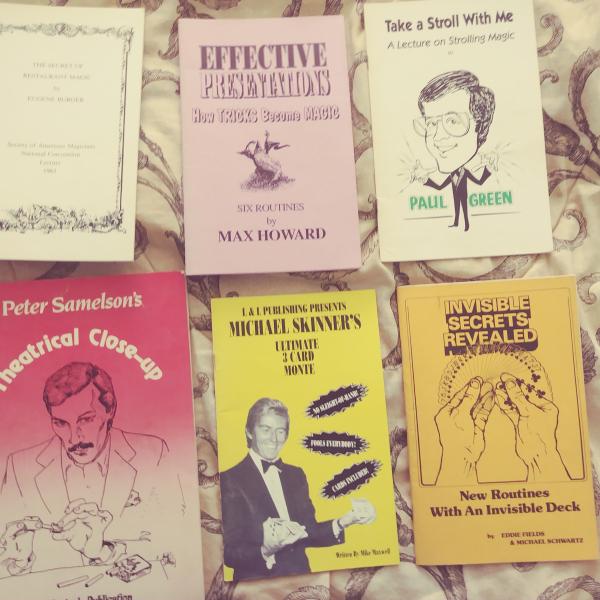 THE SECRET OF
RESTAURANT MAGIC
by
EUGENE BURGER
Society of American Magicians
National Convention
Lecture
EFFECTIVE
PRESENTATIONS
How TRICKS Become MAGIC
SIX ROUTINES
by
MAX HOWARD
Take a Stroll With Me
A Lecture on Strolling Magic
by
PAUL GREEN
Peter Samelson's
Theatrical Close-up
Publication
L & L PUBLISHING PRESENTS
MICHAEL SKINNER'S
ULTIMATE
3 CARD
MONTE
NO SLEIGHT-OF-HAND!
FOOLS EVERYBODY!
CARDS INCLUDED!
Written By Mike Maxwell
INVISIBLE
SECRETS
REVEALED
New Routines
With An Invisible Deck
by EDDIE FIELDS
& MICHAEL SCHWARTZ